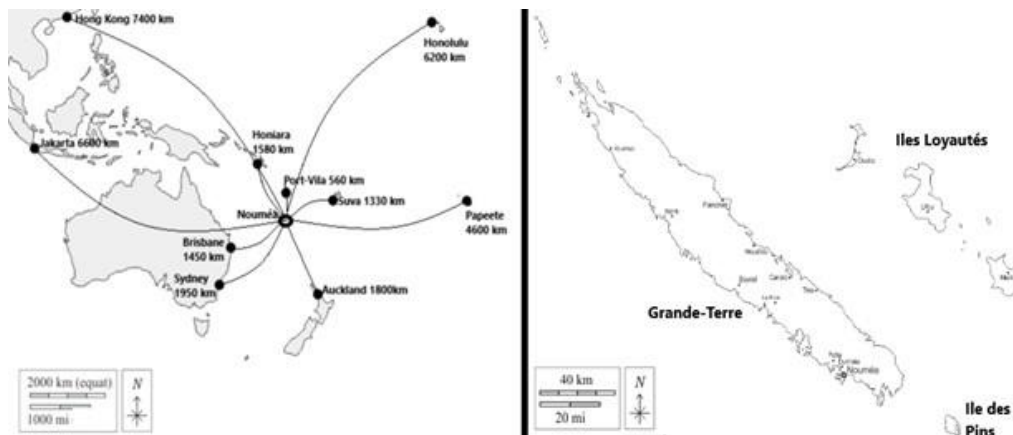 Hong Kong 7400 km
Honolulu
6200 km
Jakarta 6600 km
Honiara
1580 km
Port-Vila 560 km
Nouméa
Suva 1330 km
Papeete
4600 km
Brisbane
1450 km
Sydney
1950 km
Auckland 1800km
2000 km (equat)
1000 mi
N
Iles Loyautés
Grande-Terre
Nouméa
40 km
20 mi
N
Ile des
Pins